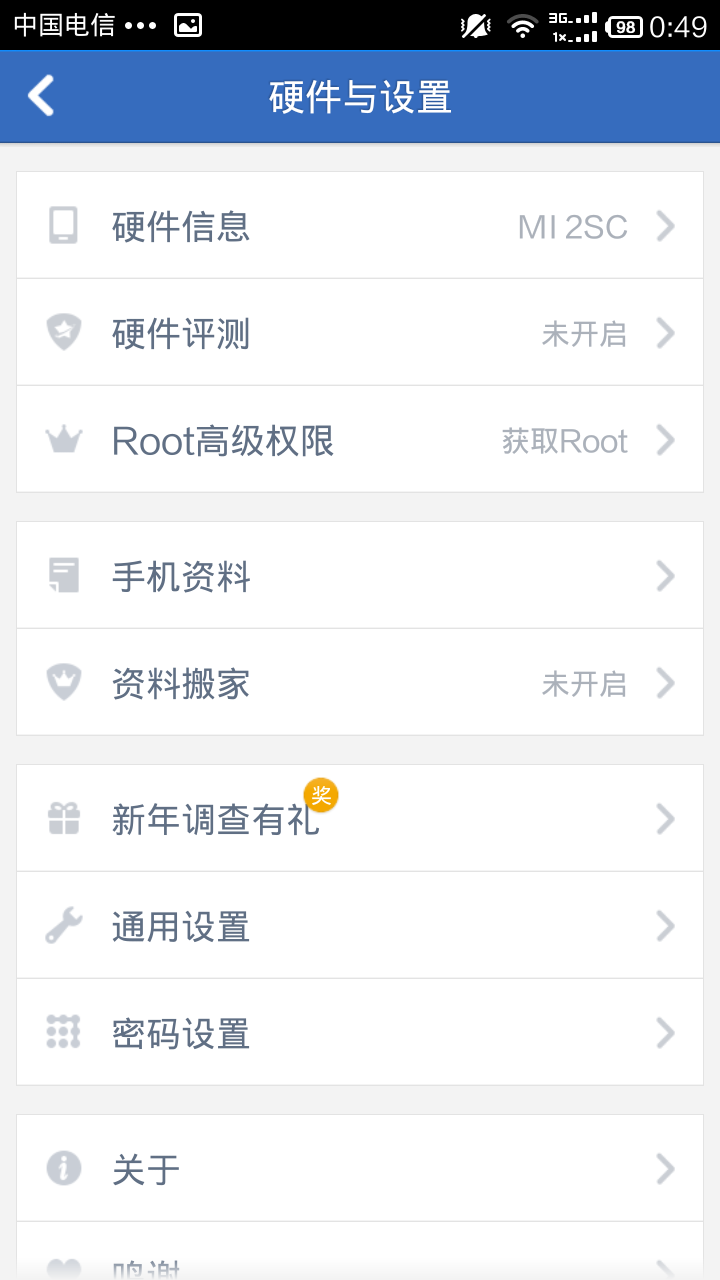 中国电信 ••• 3G 1x 98 0:49
硬件与设置
硬件信息 MI 2SC
硬件评测 未开启
Root高级权限 获取Root
手机资料
资料搬家 未开启
新年调查有礼 奖
通用设置
密码设置
关于
鸣谢